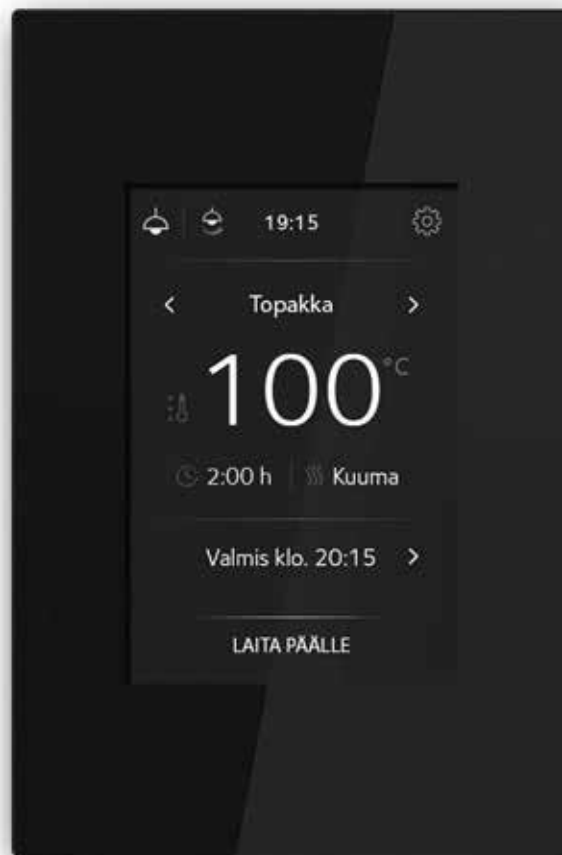 19:15
Topakka
100 °C
2:00 h Kuuma
Valmis klo. 20:15
LAITA PÄÄLLE